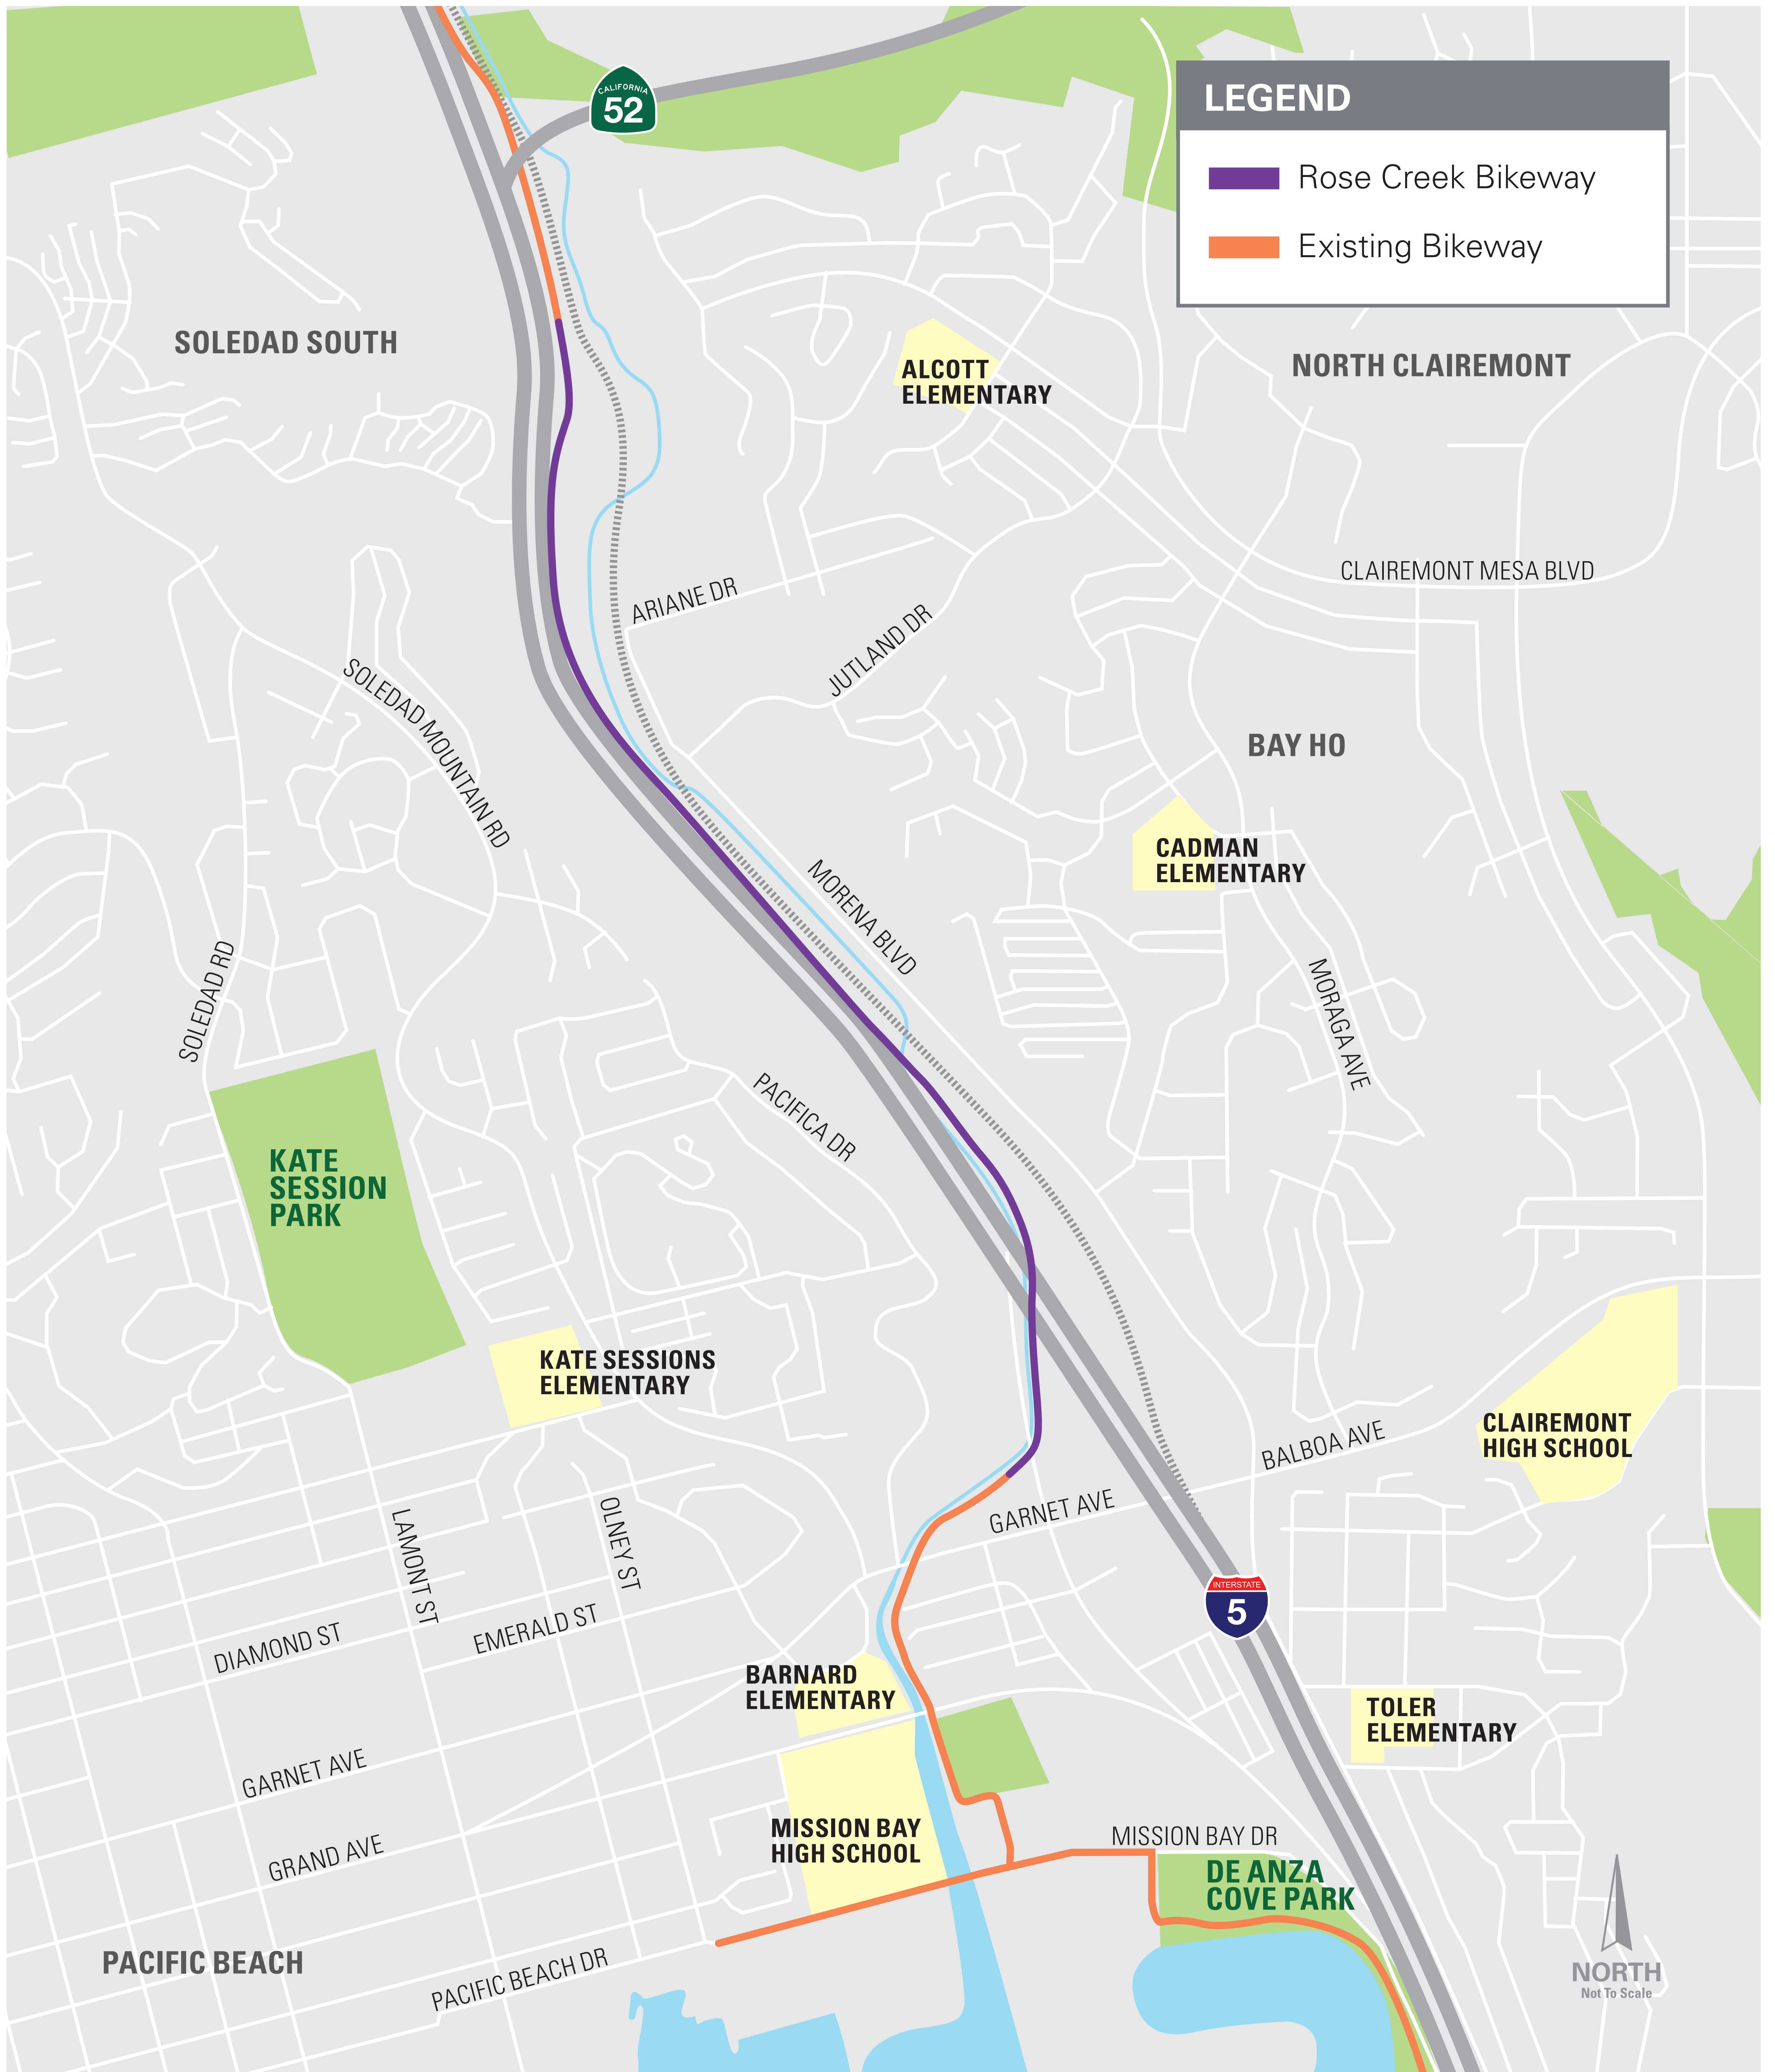 CALIFORNIA
52
LEGEND
Rose Creek Bikeway
Existing Bikeway
SOLEDAD SOUTH
NORTH CLAIREMONT
ALCOTT
ELEMENTARY
CLAIREMONT MESA BLVD
ARIANE DR
JUTLAND DR
SOLEDAD MOUNTAIN RD
BAY HO
CADMAN
ELEMENTARY
MORENA BLVD
SOLEDAD RD
MORAGA AVE
PACIFICA DR
KATE
SESSION
PARK
KATE SESSIONS
ELEMENTARY
CLAIREMONT
HIGH SCHOOL
BALBOA AVE
GARNET AVE
LAMONT ST
OLNEY ST
INTERSTATE
5
DIAMOND ST
EMERALD ST
BARNARD
ELEMENTARY
TOLER
ELEMENTARY
GARNET AVE
GRAND AVE
MISSION BAY
HIGH SCHOOL
MISSION BAY DR
DE ANZA
COVE PARK
PACIFIC BEACH
PACIFIC BEACH DR
NORTH
Not To Scale